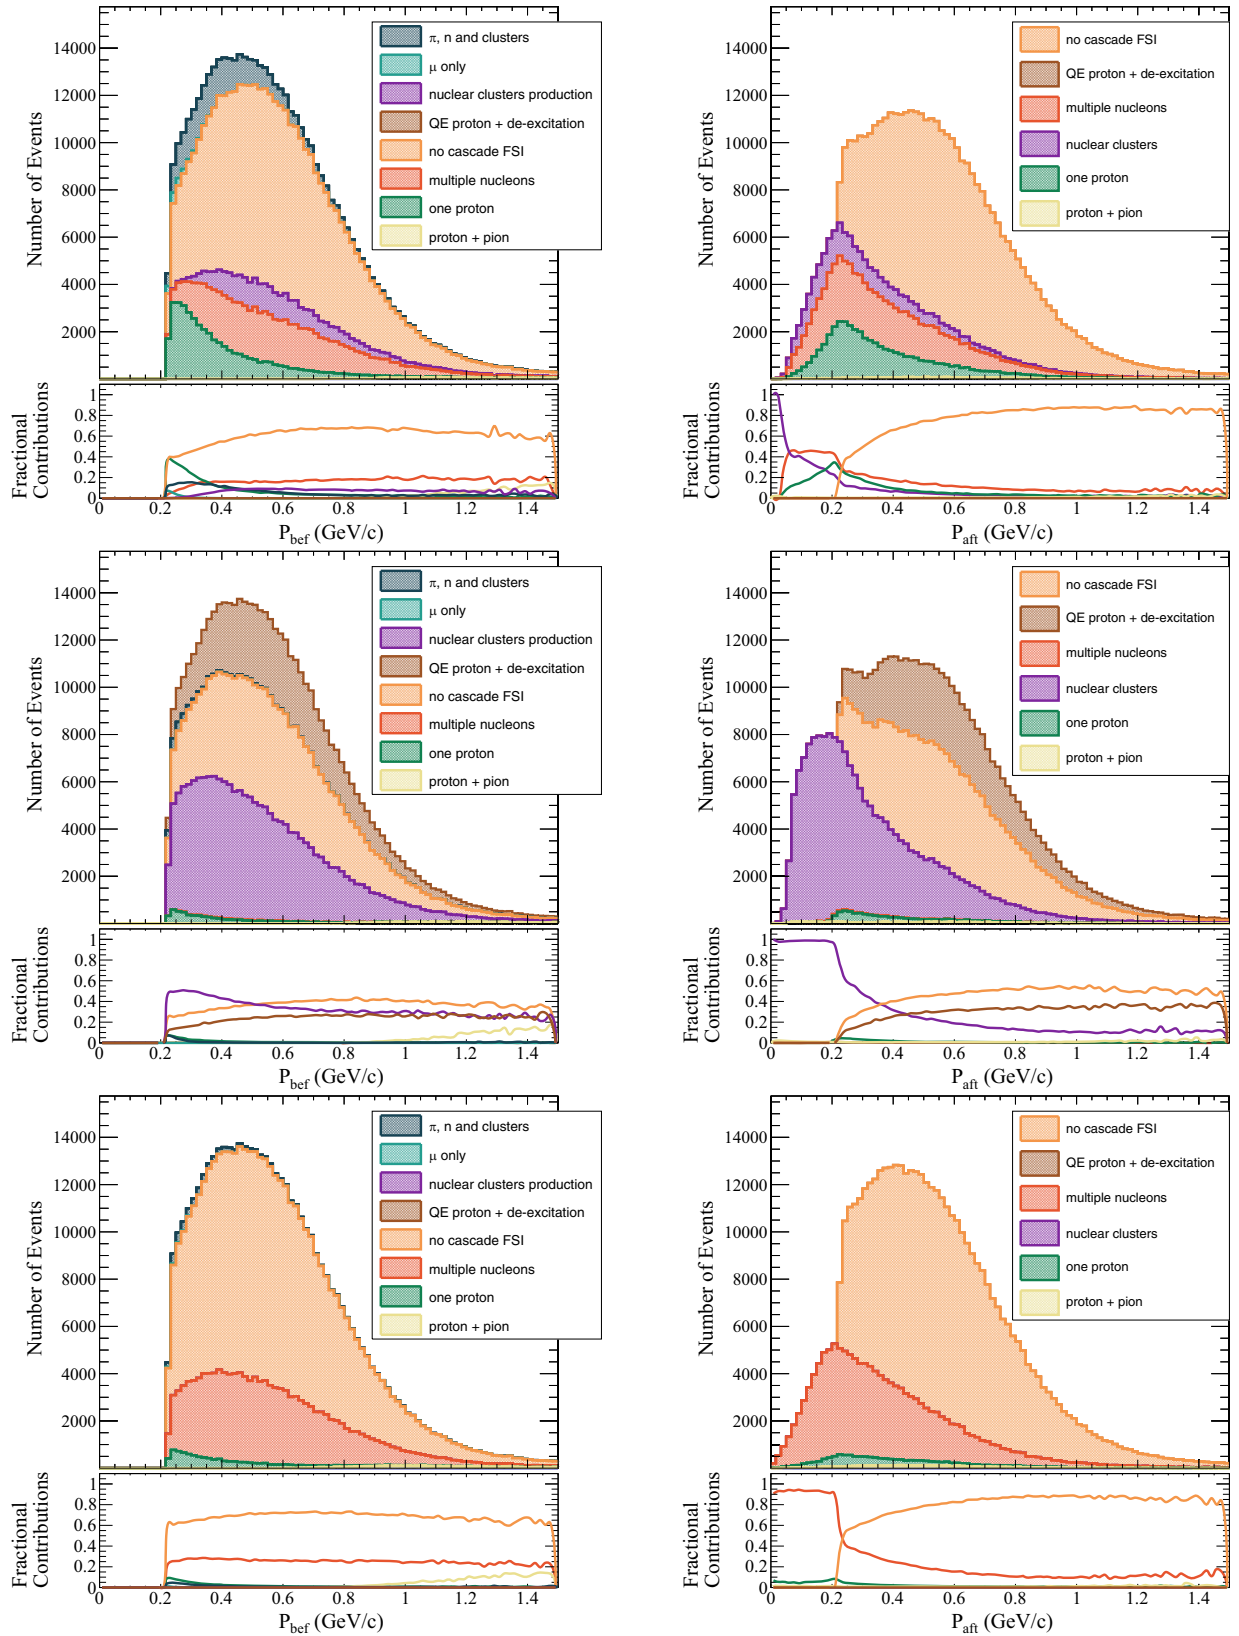 14000
12000
10000
8000
6000
4000
2000
Number of Events
π, n and clusters
μ only
nuclear clusters production
QE proton + de-excitation
no cascade FSI
multiple nucleons
one proton
proton + pion
1
0.8
0.6
0.4
0.2
0
Fractional
Contributions
0 0.2 0.4 0.6 0.8 1 1.2 1.4
P_bef (GeV/c)
14000
12000
10000
8000
6000
4000
2000
Number of Events
no cascade FSI
QE proton + de-excitation
multiple nucleons
nuclear clusters
one proton
proton + pion
1
0.8
0.6
0.4
0.2
0
Fractional
Contributions
0 0.2 0.4 0.6 0.8 1 1.2 1.4
P_aft (GeV/c)
14000
12000
10000
8000
6000
4000
2000
Number of Events
π, n and clusters
μ only
nuclear clusters production
QE proton + de-excitation
no cascade FSI
multiple nucleons
one proton
proton + pion
1
0.8
0.6
0.4
0.2
0
Fractional
Contributions
0 0.2 0.4 0.6 0.8 1 1.2 1.4
P_bef (GeV/c)
14000
12000
10000
8000
6000
4000
2000
Number of Events
no cascade FSI
QE proton + de-excitation
multiple nucleons
nuclear clusters
one proton
proton + pion
1
0.8
0.6
0.4
0.2
0
Fractional
Contributions
0 0.2 0.4 0.6 0.8 1 1.2 1.4
P_aft (GeV/c)
14000
12000
10000
8000
6000
4000
2000
Number of Events
π, n and clusters
μ only
nuclear clusters production
QE proton + de-excitation
no cascade FSI
multiple nucleons
one proton
proton + pion
1
0.8
0.6
0.4
0.2
0
Fractional
Contributions
0 0.2 0.4 0.6 0.8 1 1.2 1.4
P_bef (GeV/c)
14000
12000
10000
8000
6000
4000
2000
Number of Events
no cascade FSI
QE proton + de-excitation
multiple nucleons
nuclear clusters
one proton
proton + pion
1
0.8
0.6
0.4
0.2
0
Fractional
Contributions
0 0.2 0.4 0.6 0.8 1 1.2 1.4
P_aft (GeV/c)